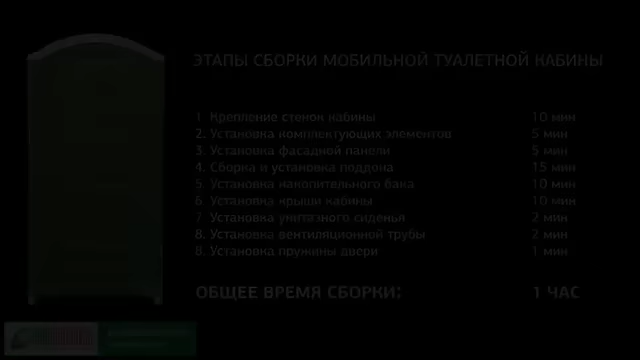 ЭТАПЫ СБОРКИ МОБИЛЬНОЙ ТУАЛЕТНОЙ КАБИНЫ
1. Крепление стенок кабины 10 мин
2. Установка комплектующих элементов 5 мин
3. Установка фасадной панели 5 мин
4. Сборка и установка поддона 15 мин
5. Установка накопительного бака 10 мин
6. Установка крыши кабины 10 мин
7. Установка унитазного сиденья 2 мин
8. Установка вентиляционной трубы 2 мин
8. Установка пружины двери 1 мин
ОБЩЕЕ ВРЕМЯ СБОРКИ: 1 ЧАС